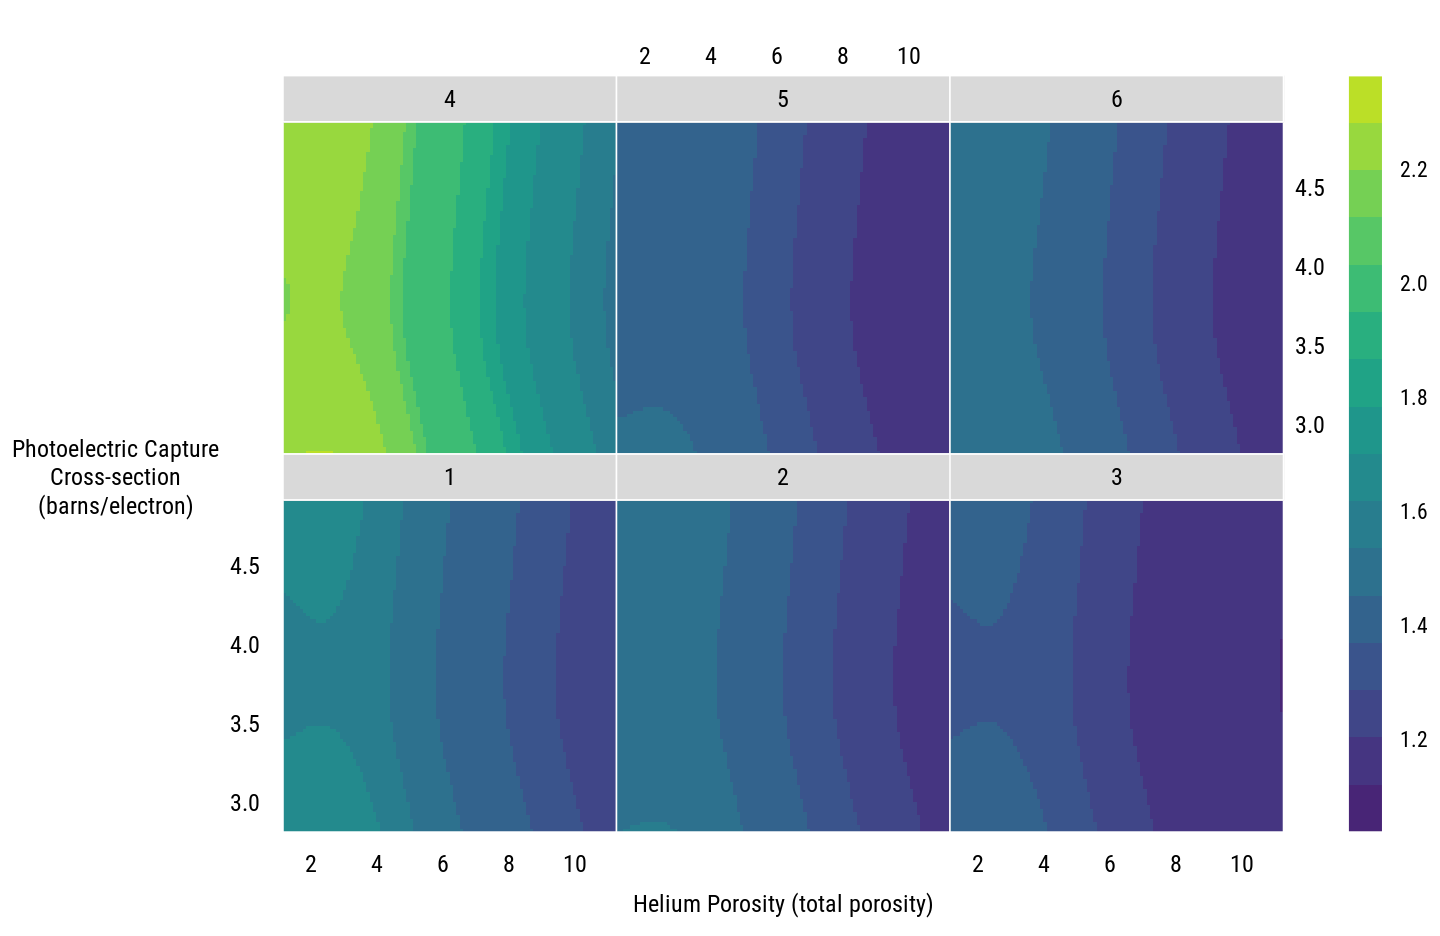 2 4 6 8 10
4 5 6
4.5
4.0
3.5
3.0
Photoelectric Capture
Cross-section
(barns/electron)
1 2 3
4.5
4.0
3.5
3.0
2 4 6 8 10 2 4 6 8 10
Helium Porosity (total porosity)
2.2
2.0
1.8
1.6
1.4
1.2